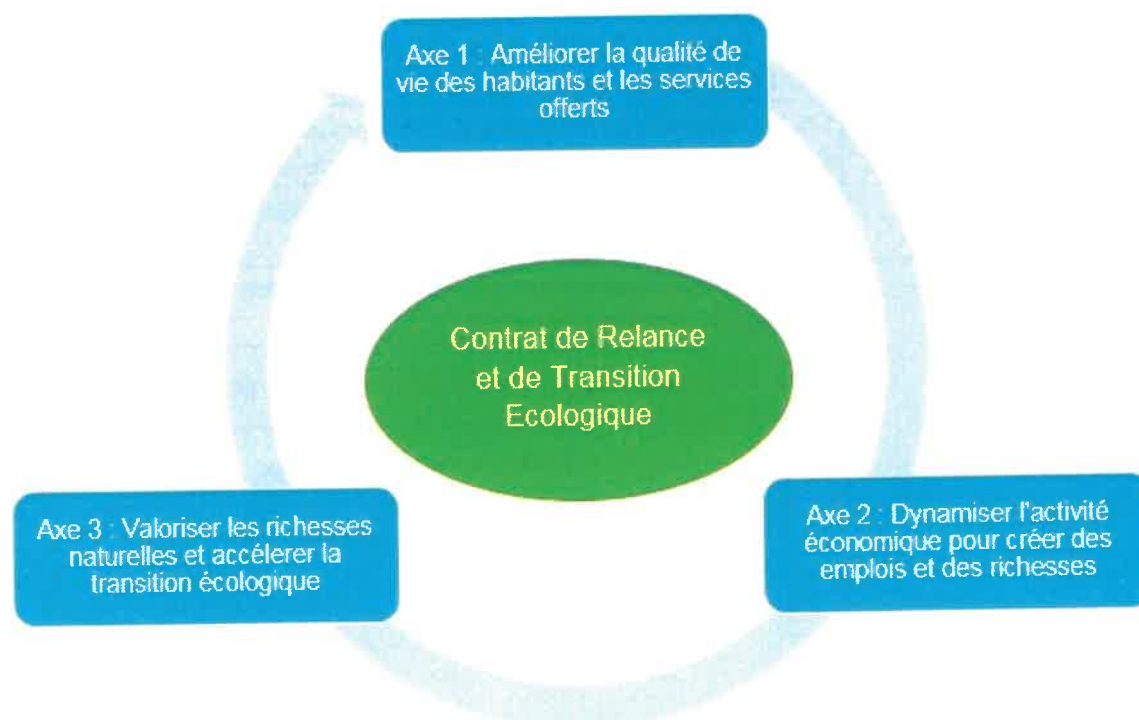 Axe 1 : Améliorer la qualité de
vie des habitants et les services
offerts
Contrat de Relance
et de Transition
Ecologique
Axe 3 : Valoriser les richesses
naturelles et accélerer la
transition écologique
Axe 2 : Dynamiser l'activité
économique pour créer des
emplois et des richesses